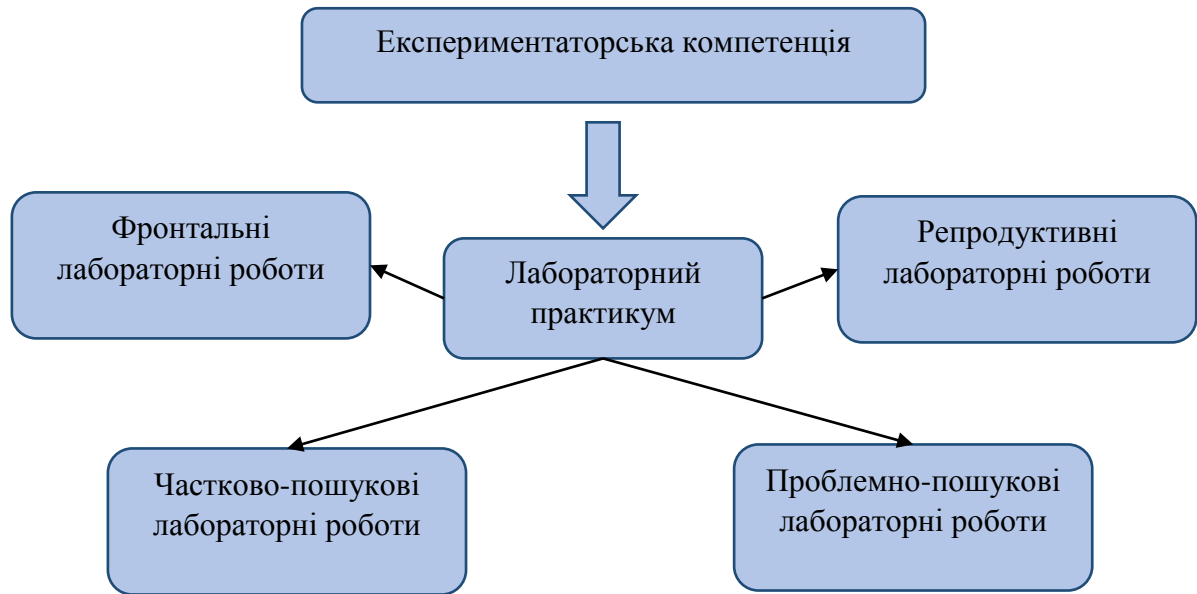 Експериментаторська компетенція
Фронтальні
лабораторні роботи
Лабораторний
практикум
Репродуктивні
лабораторні роботи
Частково-пошукові
лабораторні роботи
Проблемно-пошукові
лабораторні роботи